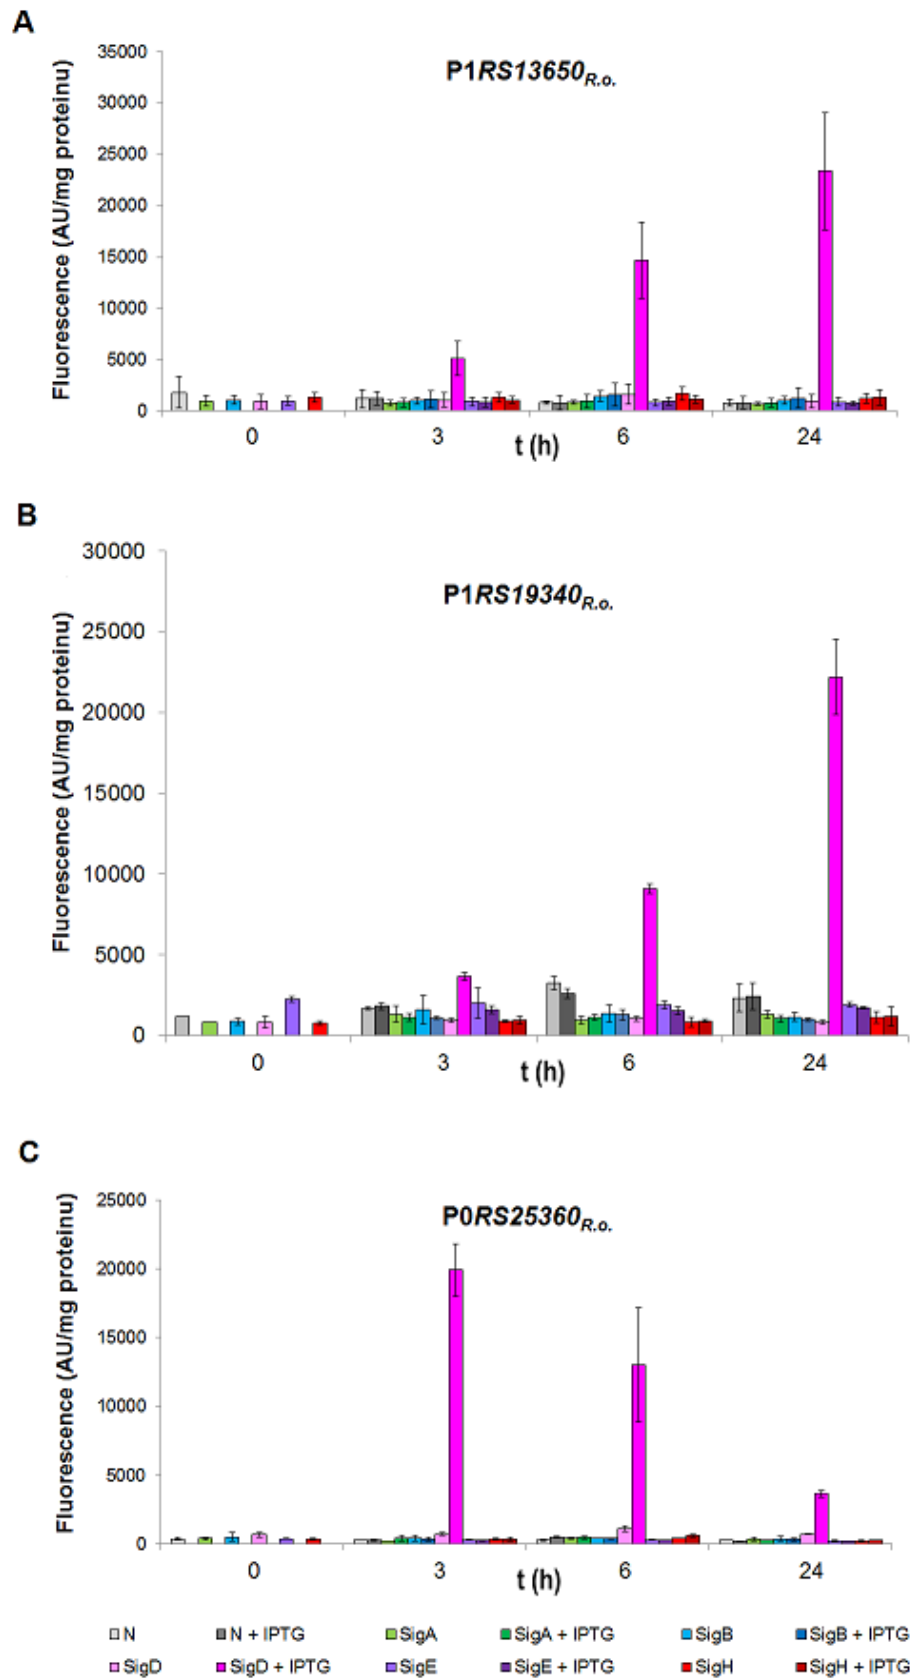 A
P1RS13650R.o.
Fluorescence (AU/mg proteinu)
35000
30000
25000
20000
15000
10000
5000
0
0 3 6 24
t (h)
B
P1RS19340R.o.
Fluorescence (AU/mg proteinu)
30000
25000
20000
15000
10000
5000
0
0 3 6 24
t (h)
C
P0RS25360R.o.
Fluorescence (AU/mg proteinu)
25000
20000
15000
10000
5000
0
0 3 6 24
t (h)
N N + IPTG SigA SigA + IPTG SigB SigB + IPTG
SigD SigD + IPTG SigE SigE + IPTG SigH SigH + IPTG